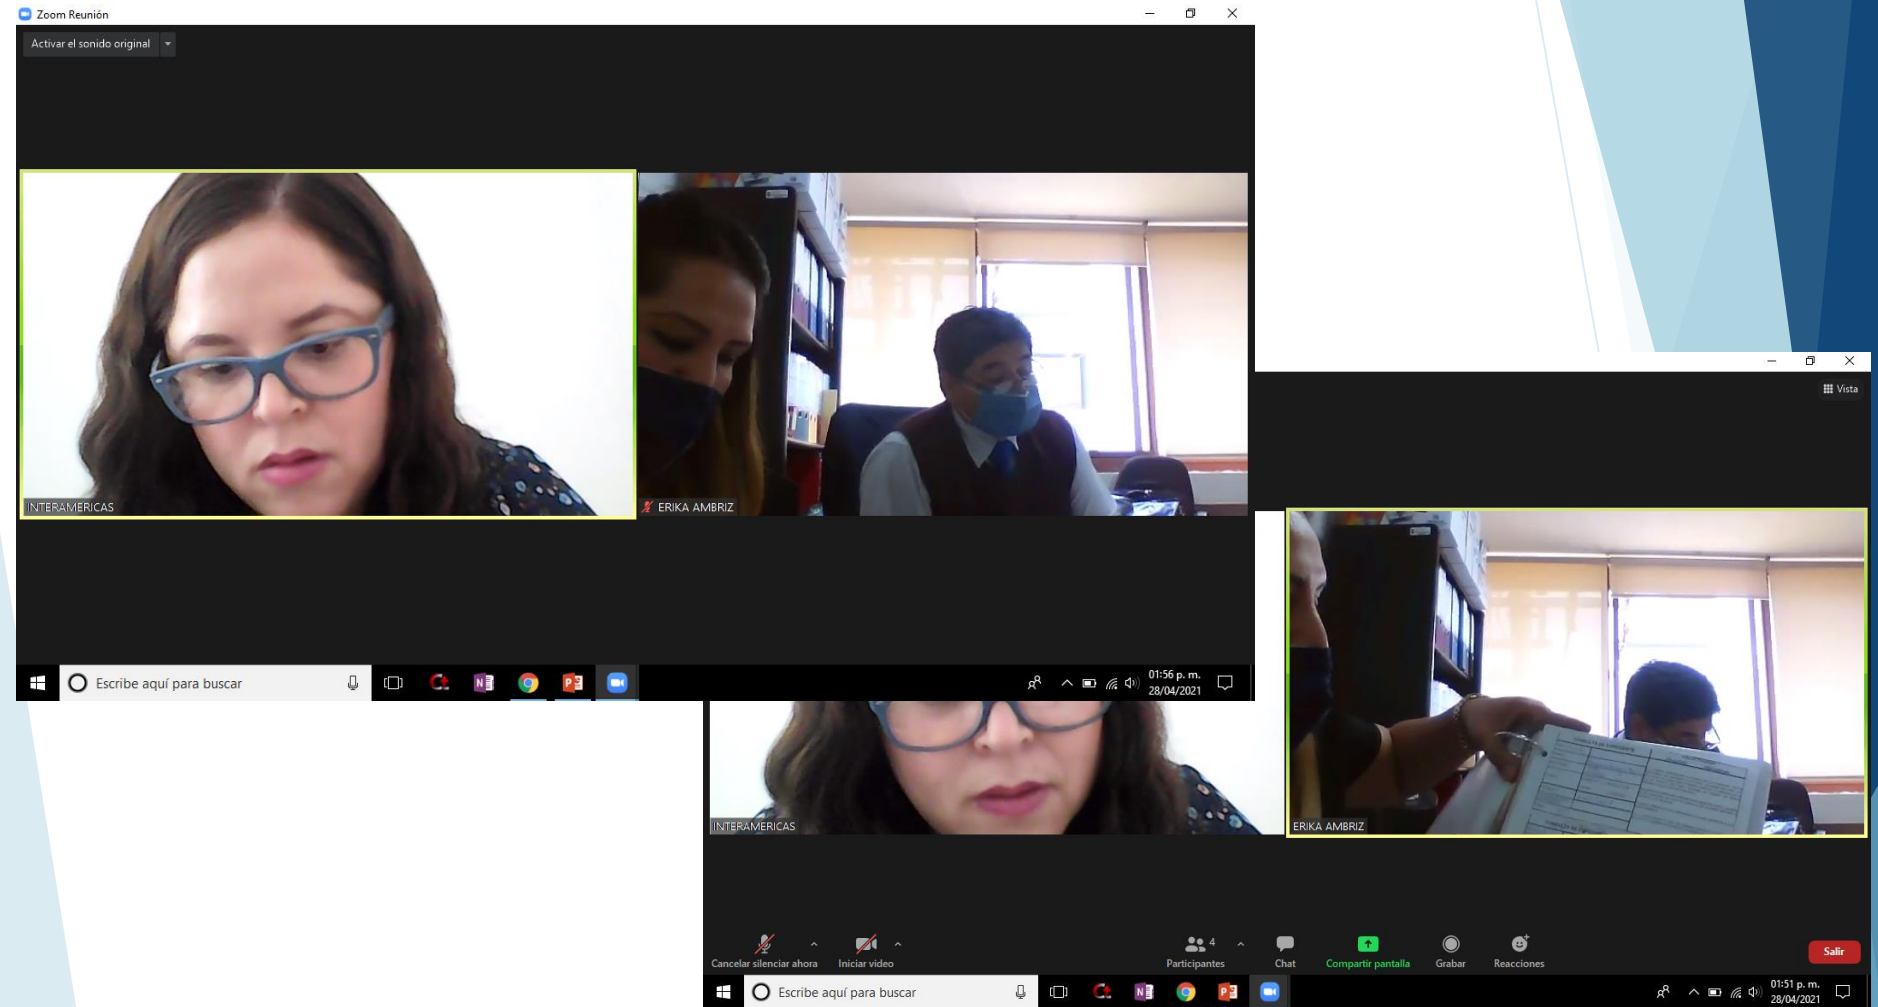 Zoom Reunión
Activar el sonido original
INTERAMERICAS
ERIKA AMBRIZ
Escribe aquí para buscar
01:56 p. m.
28/04/2021
Vista
INTERAMERICAS
ERIKA AMBRIZ
Cancelar silenciar ahora
Iniciar video
4
Participantes
Chat
Compartir pantalla
Grabar
Reacciones
Salir
Escribe aquí para buscar
01:51 p. m.
28/04/2021